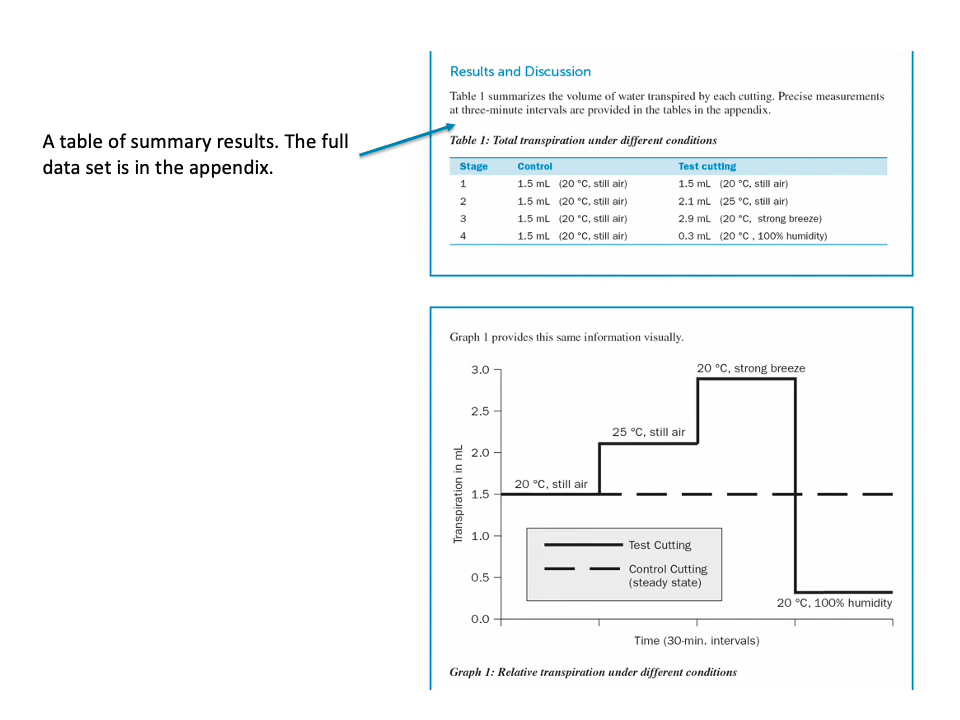 A table of summary results. The full
data set is in the appendix.
Results and Discussion
Table 1 summarizes the volume of water transpired by each cutting. Precise measurements
at three-minute intervals are provided in the tables in the appendix.
Table 1: Total transpiration under different conditions
Stage Control Test cutting
1 1.5 mL (20 °C, still air) 1.5 mL (20 °C, still air)
2 1.5 mL (20 °C, still air) 2.1 mL (25 °C, still air)
3 1.5 mL (20 °C, still air) 2.9 mL (20 °C, strong breeze)
4 1.5 mL (20 °C, still air) 0.3 mL (20 °C , 100% humidity)
Graph 1 provides this same information visually.
3.0
2.5
2.0
1.5
1.0
0.5
0.0
Transpiration in mL
20 °C, strong breeze
25 °C, still air
20 °C, still air
Test Cutting
Control Cutting
(steady state)
20 °C, 100% humidity
Time (30-min. intervals)
Graph 1: Relative transpiration under different conditions